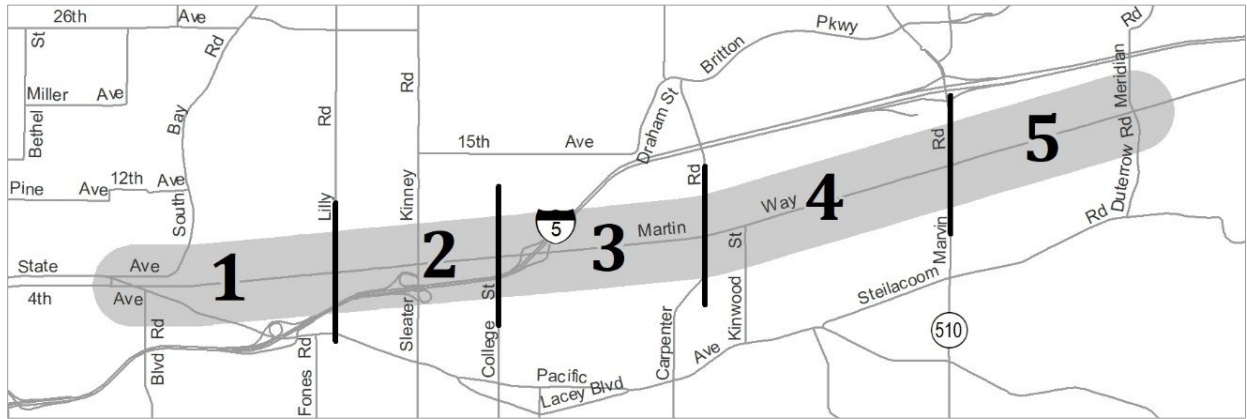 26th Ave
St
Bethel
Miller Ave
Bay Rd
South
Pine Ave
12th Ave
State Ave
4th Ave
Blvd Rd
Fones Rd
Lilly Rd
Kinney Rd
Sleater
College St
15th Ave
Draham St
Britton Pkwy
5
Martin Way
Carpenter Rd
Kinwood St
Pacific Ave
Lacey Blvd
Steilacoom Rd
Marvin Rd
510
Meridian Rd
Duterrow Rd
1
2
3
4
5